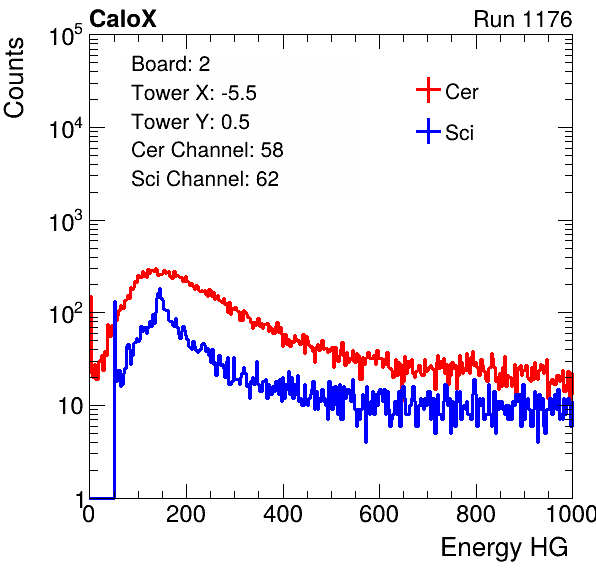 CaloX Run 1176
Counts
Board: 2
Tower X: -5.5
Tower Y: 0.5
Cer Channel: 58
Sci Channel: 62
Cer
Sci
10^5
10^4
10^3
10^2
10
1
0 200 400 600 800 1000
Energy HG